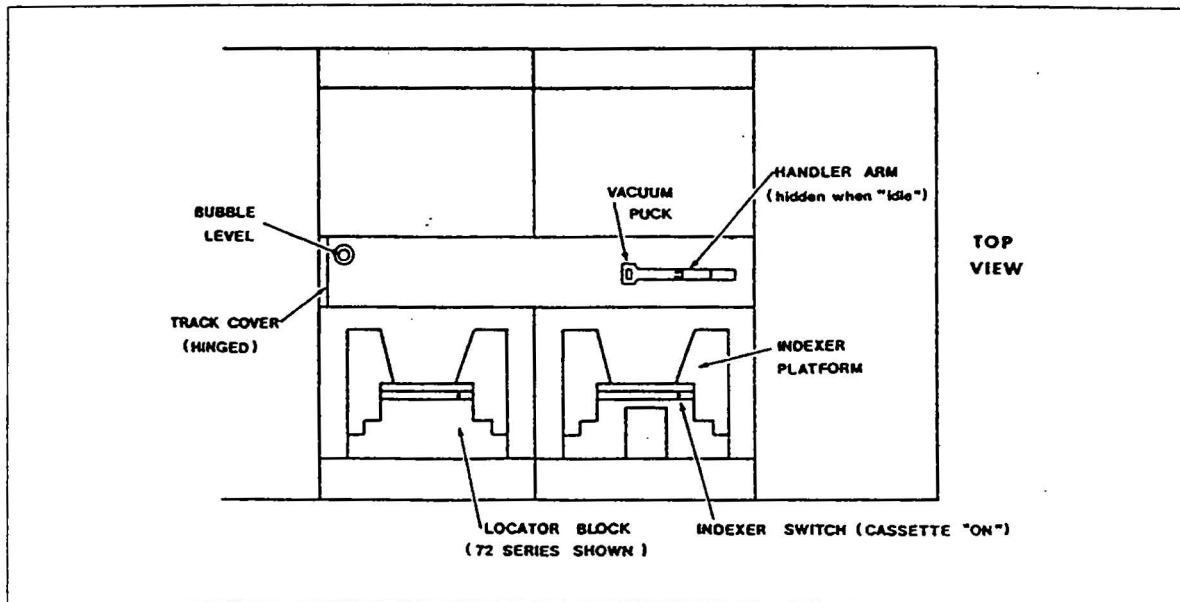 HANDLER ARM
(hidden when "idle")
VACUUM
PUCK
BUBBLE
LEVEL
TOP
VIEW
TRACK COVER
(HINGED)
INDEXER
PLATFORM
LOCATOR BLOCK
(72 SERIES SHOWN)
INDEXER SWITCH (CASSETTE "ON")